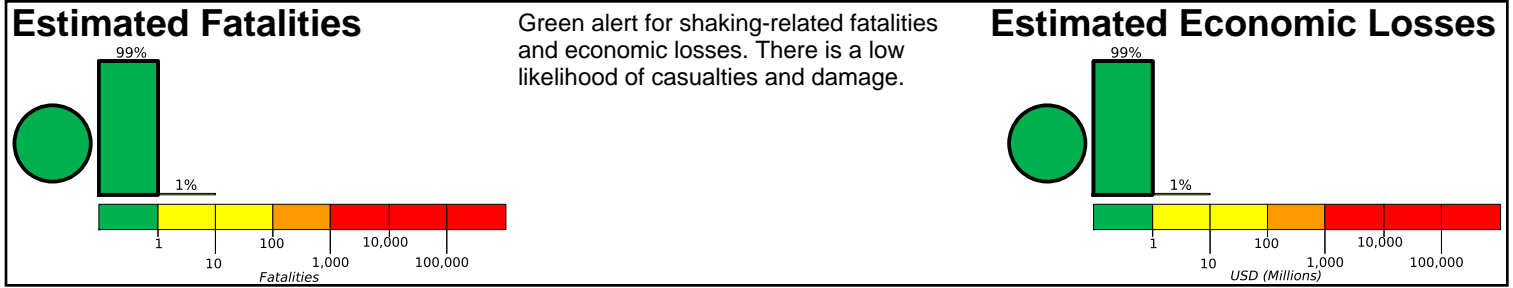 Estimated Fatalities
99%
1%
1
100
10,000
10
1,000
100,000
Fatalities
Green alert for shaking-related fatalities
and economic losses. There is a low
likelihood of casualties and damage.
Estimated Economic Losses
99%
1%
1
100
10,000
10
1,000
100,000
USD (Millions)